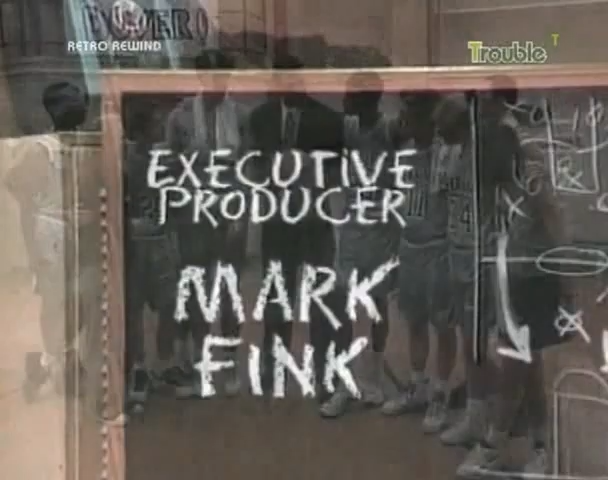 RETRO REWIND
Trouble T
EXECUTIVE
PRODUCER
MARK
FINK